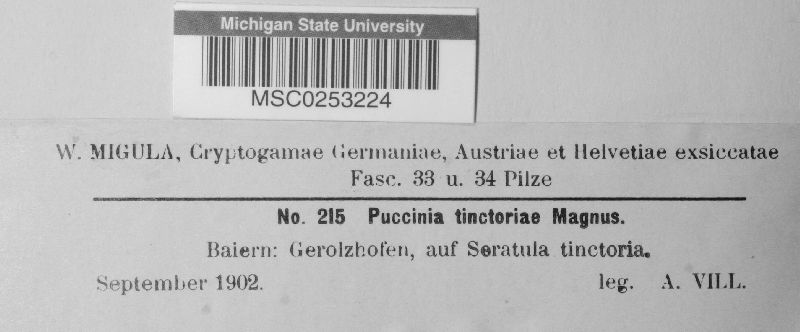 Michigan State University
MSC0253224
W. MIGULA, Cryptogamae Germaniae, Austriae et Helvetiae exsiccatae
Fasc. 33 u. 34 Pilze
No. 215 Puccinia tinctoriae Magnus.
Baiern: Gerolzhofen, auf Seratula tinctoria.
September 1902. leg. A. VILL.